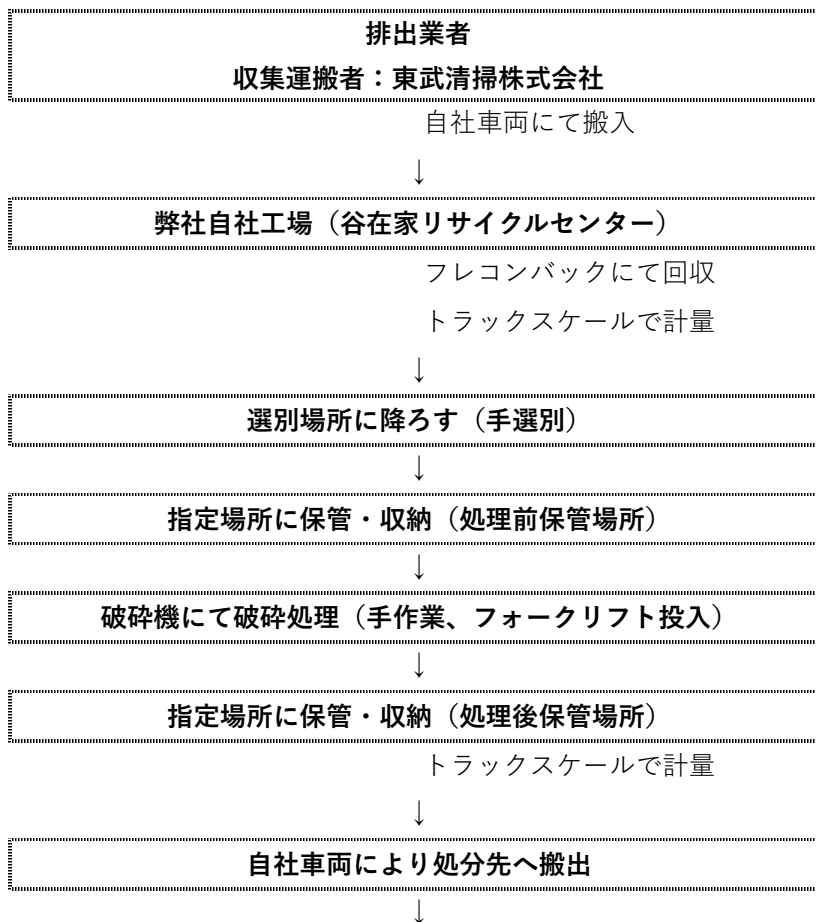 排出業者
収集運搬者：東武清掃株式会社
自社車両にて搬入
↓
弊社自社工場（谷在家リサイクルセンター）
フレコンバックにて回収
トラックスケールで計量
↓
選別場所に降ろす（手選別）
↓
指定場所に保管・収納（処理前保管場所）
↓
破砕機にて破砕処理（手作業、フォークリフト投入）
↓
指定場所に保管・収納（処理後保管場所）
トラックスケールで計量
↓
自社車両により処分先へ搬出
↓